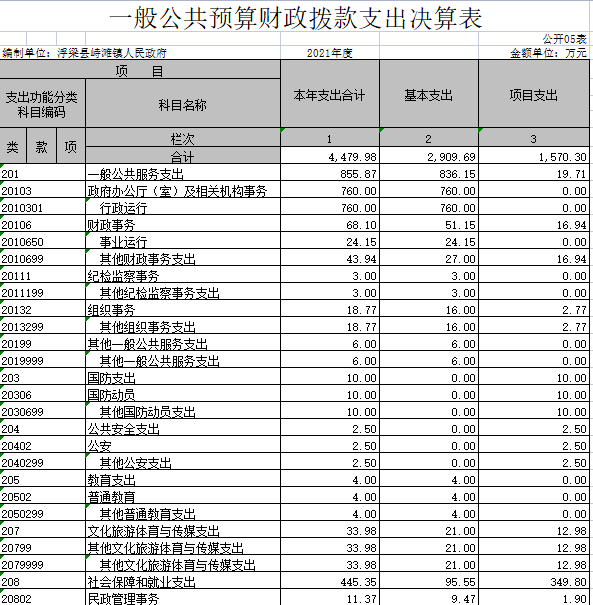 一般公共预算财政拨款支出决算表
公开05表
编制单位：浮梁县峙滩镇人民政府 2021年度 金额单位：万元
项 目 本年支出合计 基本支出 项目支出
支出功能分类科目编码 科目名称
类 款 项 栏次 1 2 3
合计 4,479.98 2,909.69 1,570.30
201 一般公共服务支出 855.87 836.15 19.71
20103 政府办公厅（室）及相关机构事务 760.00 760.00 0.00
2010301 行政运行 760.00 760.00 0.00
20106 财政事务 68.10 51.15 16.94
2010650 事业运行 24.15 24.15 0.00
2010699 其他财政事务支出 43.94 27.00 16.94
20111 纪检监察事务 3.00 3.00 0.00
2011199 其他纪检监察事务支出 3.00 3.00 0.00
20132 组织事务 18.77 16.00 2.77
2013299 其他组织事务支出 18.77 16.00 2.77
20199 其他一般公共服务支出 6.00 6.00 0.00
2019999 其他一般公共服务支出 6.00 6.00 0.00
203 国防支出 10.00 0.00 10.00
20306 国防动员 10.00 0.00 10.00
2030699 其他国防动员支出 10.00 0.00 10.00
204 公共安全支出 2.50 0.00 2.50
20402 公安 2.50 0.00 2.50
2040299 其他公安支出 2.50 0.00 2.50
205 教育支出 4.00 4.00 0.00
20502 普通教育 4.00 4.00 0.00
2050299 其他普通教育支出 4.00 4.00 0.00
207 文化旅游体育与传媒支出 33.98 21.00 12.98
20799 其他文化旅游体育与传媒支出 33.98 21.00 12.98
2079999 其他文化旅游体育与传媒支出 33.98 21.00 12.98
208 社会保障和就业支出 445.35 95.55 349.80
20802 民政管理事务 11.37 9.47 1.90